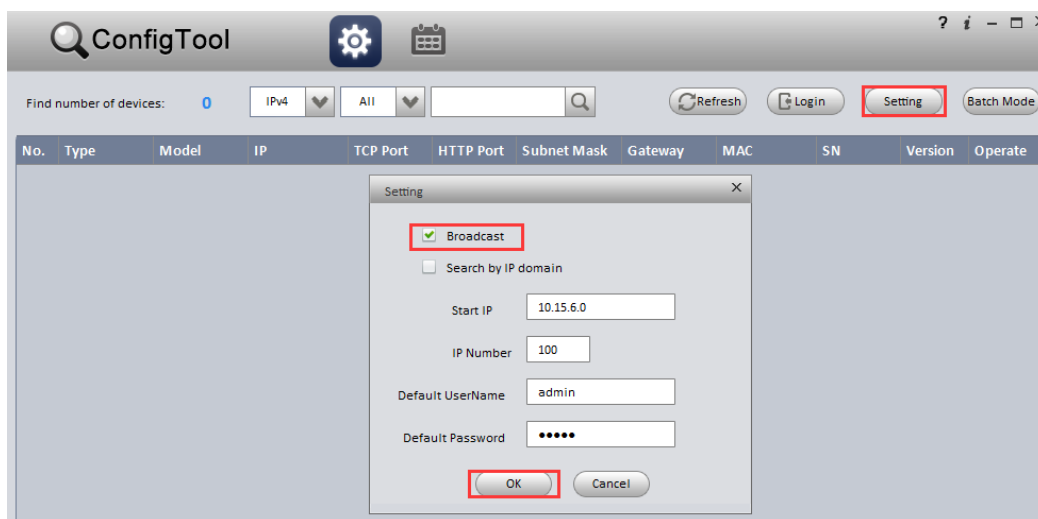 ConfigTool
? i
Find number of devices: 0 IPv4 All Refresh Login Setting Batch Mode
No. Type Model IP TCP Port HTTP Port Subnet Mask Gateway MAC SN Version Operate
Setting
Broadcast
Search by IP domain
Start IP 10.15.6.0
IP Number 100
Default UserName admin
Default Password •••••
OK Cancel